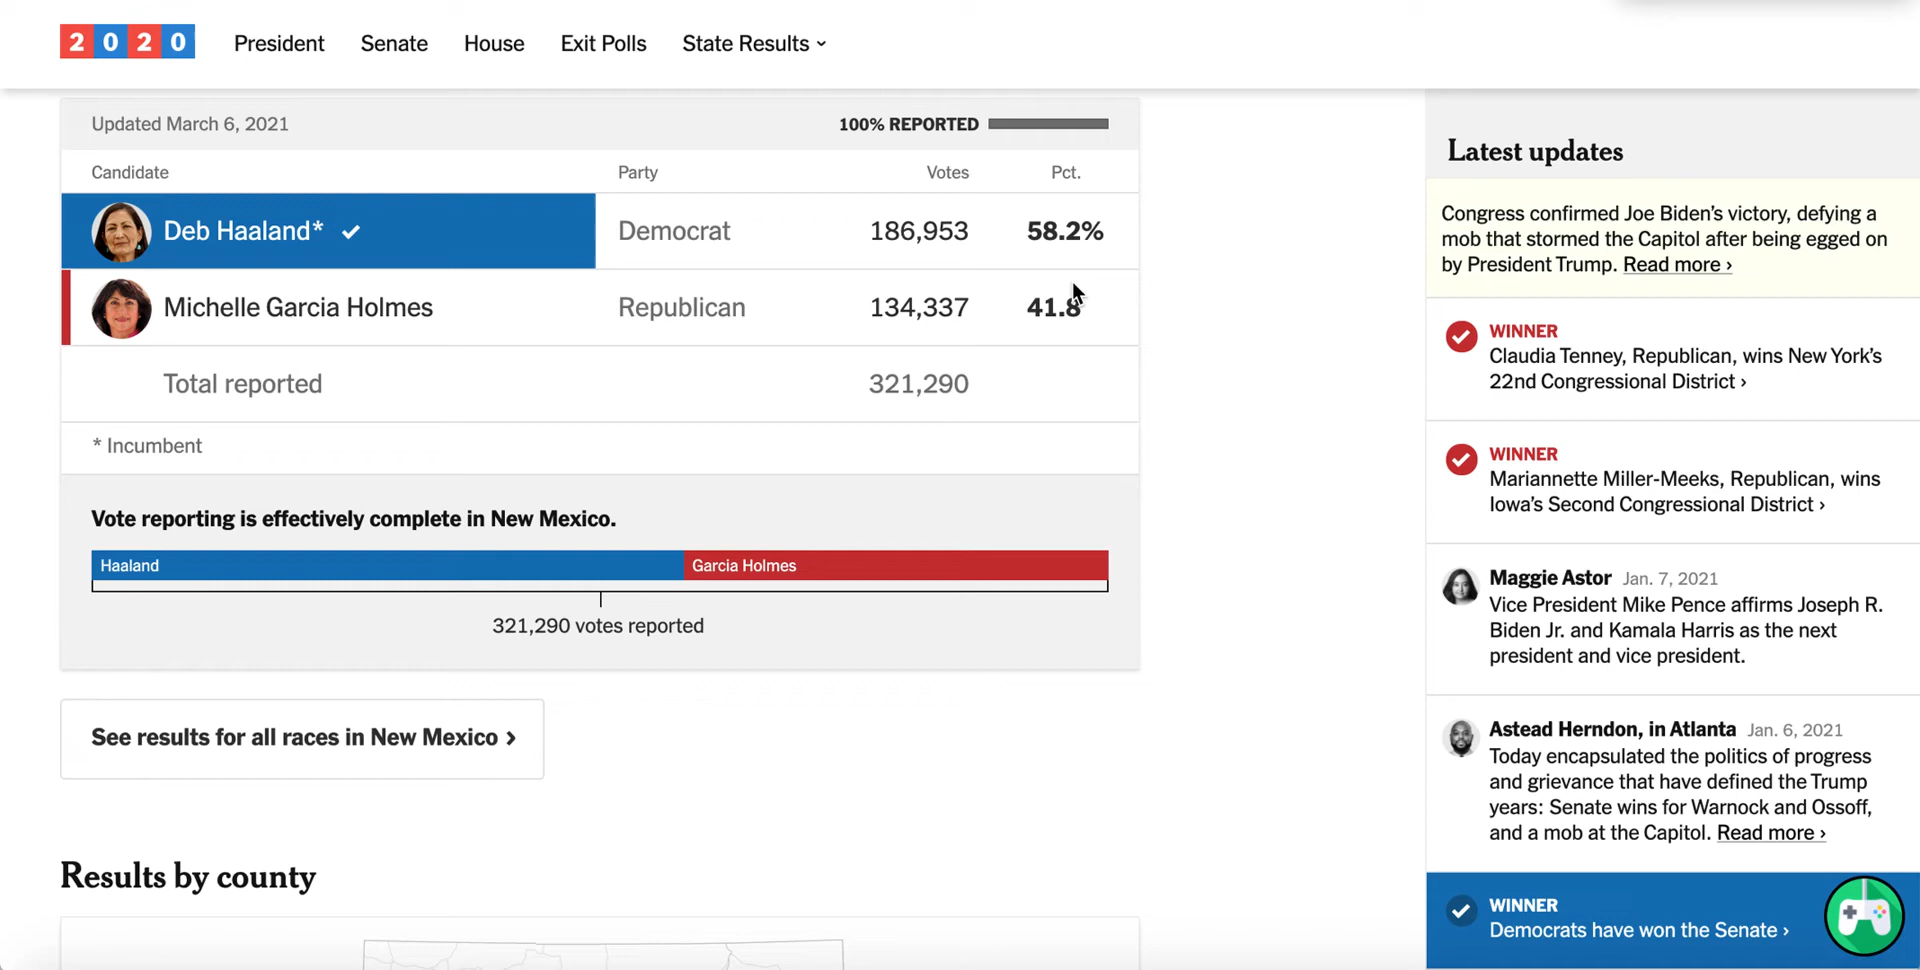 2020 President Senate House Exit Polls State Results
Updated March 6, 2021 100% REPORTED
Candidate Party Votes Pct.
Deb Haaland* Democrat 186,953 58.2%
Michelle Garcia Holmes Republican 134,337 41.8
Total reported 321,290
* Incumbent
Vote reporting is effectively complete in New Mexico.
Haaland Garcia Holmes
321,290 votes reported
See results for all races in New Mexico ›
Results by county
Latest updates
Congress confirmed Joe Biden’s victory, defying a
mob that stormed the Capitol after being egged on
by President Trump. Read more ›
WINNER
Claudia Tenney, Republican, wins New York’s
22nd Congressional District ›
WINNER
Mariannette Miller-Meeks, Republican, wins
Iowa’s Second Congressional District ›
Maggie Astor Jan. 7, 2021
Vice President Mike Pence affirms Joseph R.
Biden Jr. and Kamala Harris as the next
president and vice president.
Astead Herndon, in Atlanta Jan. 6, 2021
Today encapsulated the politics of progress
and grievance that have defined the Trump
years: Senate wins for Warnock and Ossoff,
and a mob at the Capitol. Read more ›
WINNER
Democrats have won the Senate ›